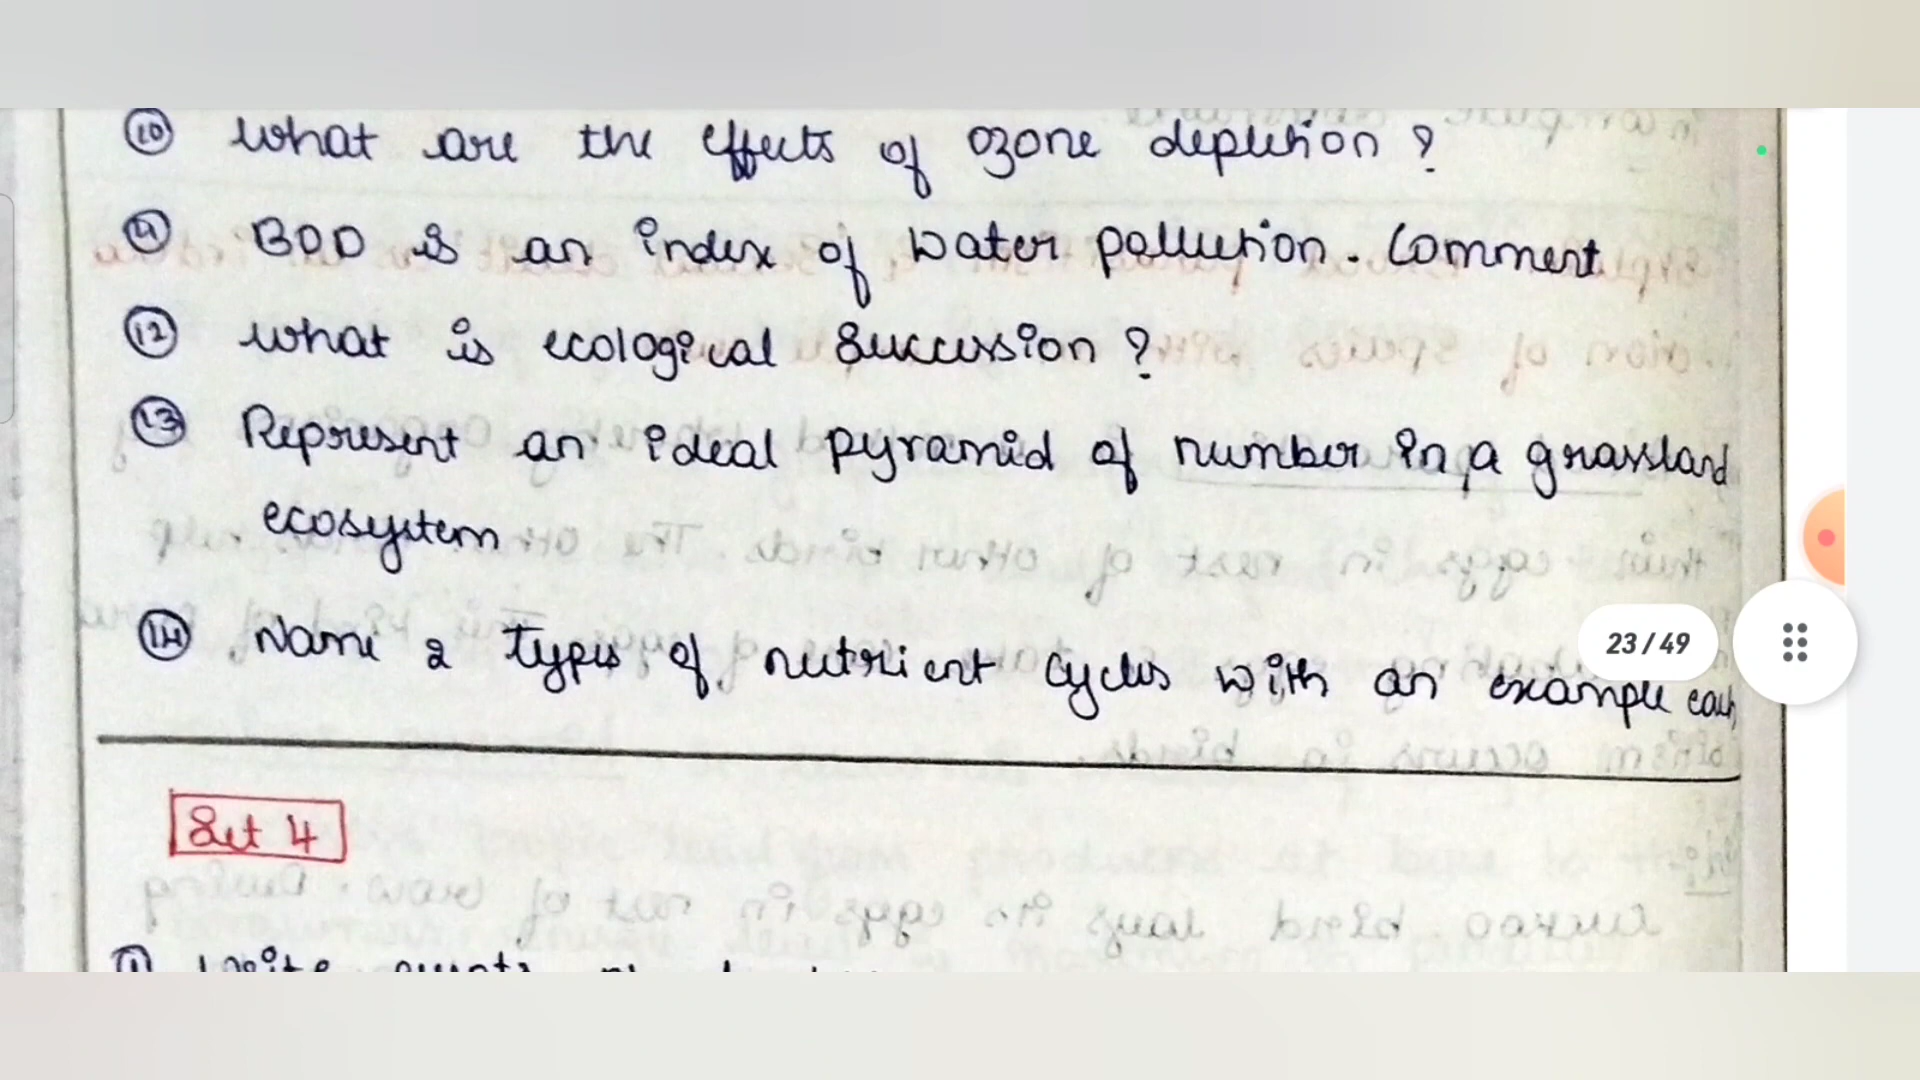 10 What are the effects of ozone depletion ?
11 BOD is an index of water pollution. Comment
12 What is ecological succession ?
13 Represent an ideal pyramid of number in a grassland
ecosystem
14 Name 2 Types of nutrient cycles with an example each
23 / 49
Set 4